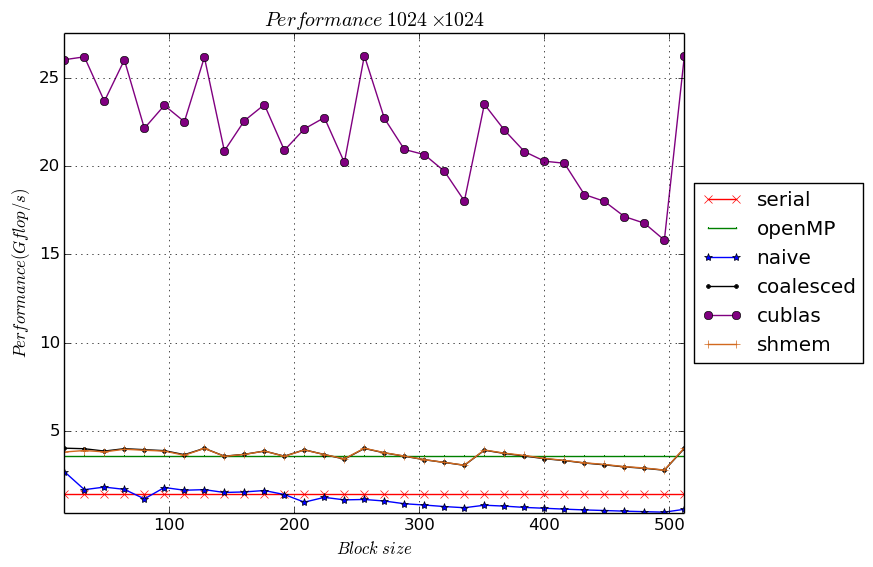 Performance 1024 ×1024
25
20
15
10
5
Performance(Gflop/s)
100
200
300
400
500
Block size
serial
openMP
naive
coalesced
cublas
shmem